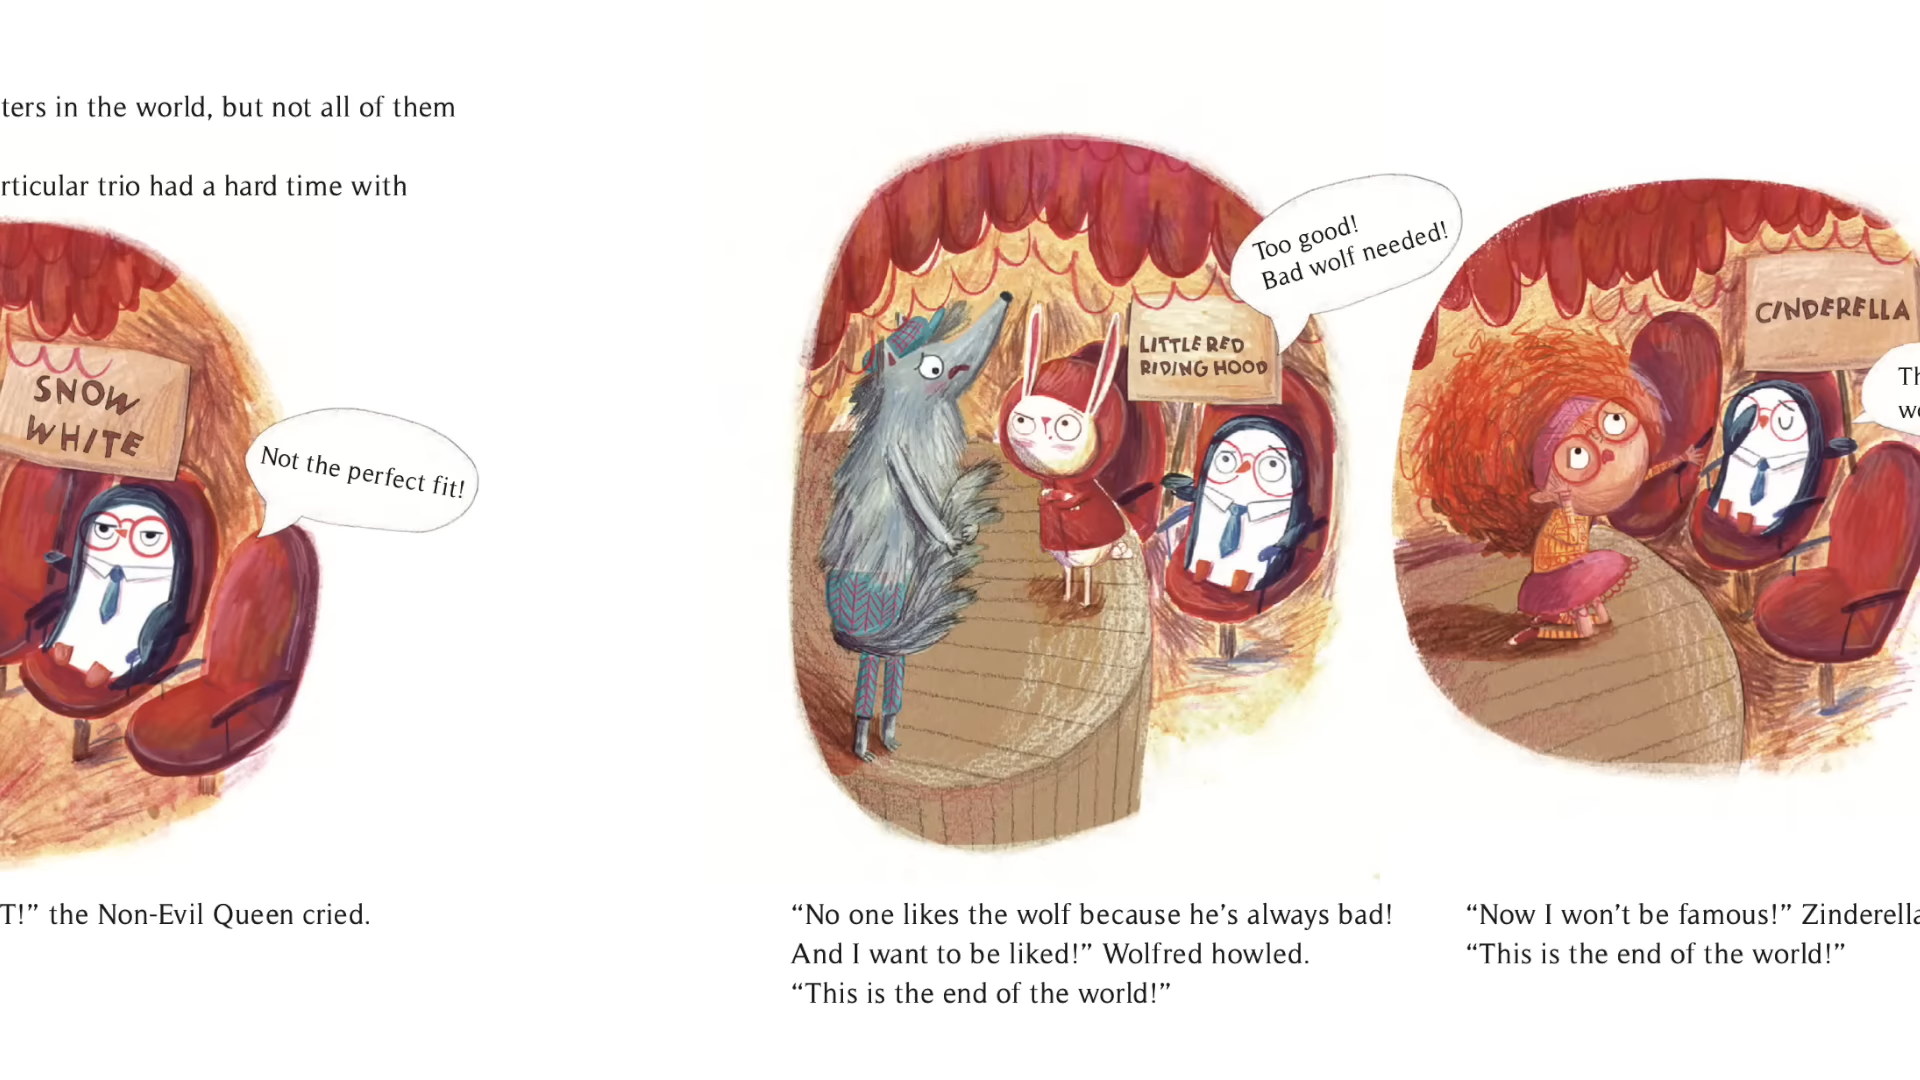 ters in the world, but not all of them
rticular trio had a hard time with
SNOW
WHITE
Not the perfect fit!
T!” the Non-Evil Queen cried.
Too good!
Bad wolf needed!
LITTLE RED
RIDING HOOD
“No one likes the wolf because he’s always bad!
And I want to be liked!” Wolfred howled.
“This is the end of the world!”
CINDERELLA
“Now I won’t be famous!” Zinderella
“This is the end of the world!”